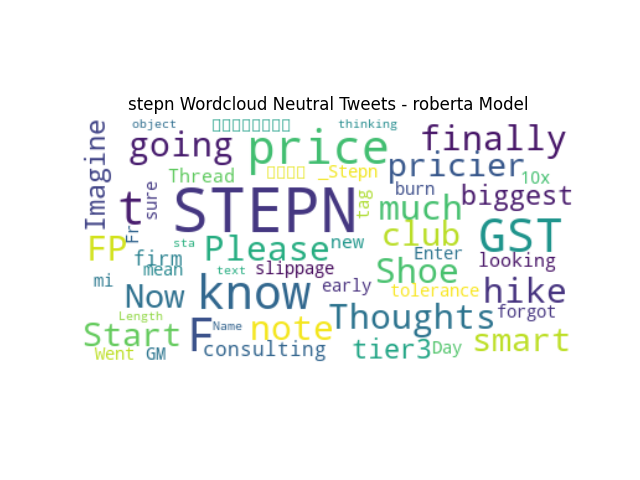 stepn Wordcloud Neutral Tweets - roberta Model
object
thinking
Imagine
going
price
finally
Thread
_Stepn
pricier
10x
sure
t
STEPN
tag
burn
biggest
much
Fr
FP
sta
Please
new
club
GST
firm
mean
text
slippage
Enter
looking
Shoe
mi
Now
know
early
tolerance
hike
Length
Start
F
Name
note
Thoughts
forgot
Went
GM
consulting
tier3
Day
smart